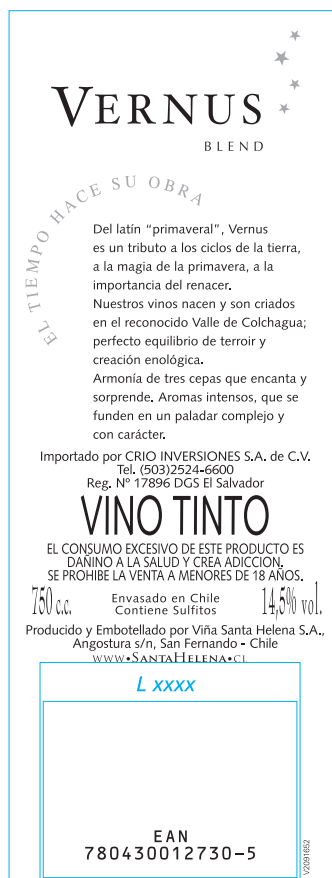 VERNUS
BLEND
EL TIEMPO HACE SU OBRA
Del latín “primaveral”, Vernus
es un tributo a los ciclos de la tierra,
a la magia de la primavera, a la
importancia del renacer.
Nuestros vinos nacen y son criados
en el reconocido Valle de Colchagua;
perfecto equilibrio de terroir y
creación enológica.
Armonía de tres cepas que encanta y
sorprende. Aromas intensos, que se
funden en un paladar complejo y
con carácter.
Importado por CRIO INVERSIONES S.A. de C.V.
Tel. (503)2524-6600
Reg. Nº 17896 DGS El Salvador
VINO TINTO
EL CONSUMO EXCESIVO DE ESTE PRODUCTO ES
DAÑINO A LA SALUD Y CREA ADICCION.
SE PROHIBE LA VENTA A MENORES DE 18 AÑOS.
750 c.c.
Envasado en Chile
Contiene Sulfitos
14,5% vol.
Producido y Embotellado por Viña Santa Helena S.A.,
Angostura s/n, San Fernando - Chile
WWW•SANTAHELENA•CL
L xxxx
EAN
780430012730-5
V2091652